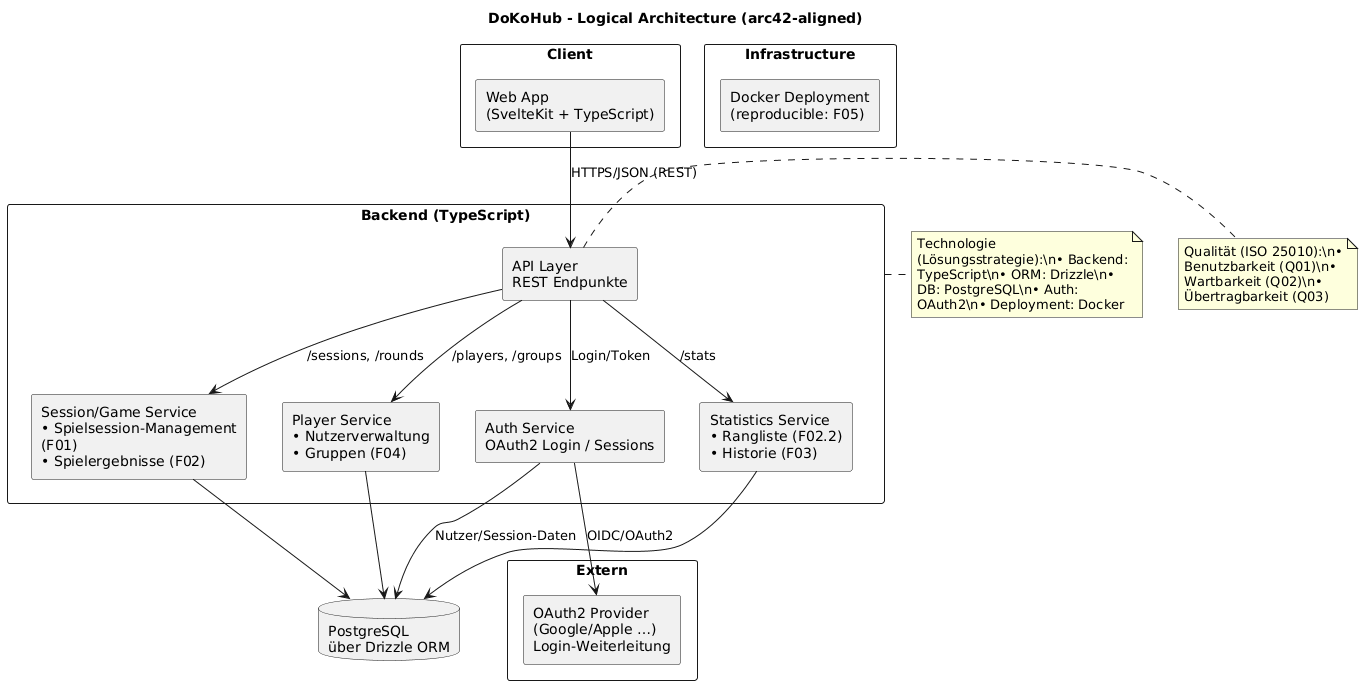 DoKoHub - Logical Architecture (arc42-aligned)
Client
Infrastructure
Web App
(SvelteKit + TypeScript)
Docker Deployment
(reproducible: F05)
HTTPS/JSON (REST)
Backend (TypeScript)
API Layer
REST Endpunkte
Technologie
(Lösungsstrategie):\n• Backend:
TypeScript\n• ORM: Drizzle\n•
DB: PostgreSQL\n• Auth:
OAuth2\n• Deployment: Docker
Qualität (ISO 25010):\n•
Benutzbarkeit (Q01)\n•
Wartbarkeit (Q02)\n•
Übertragbarkeit (Q03)
/sessions, /rounds
/players, /groups
Login/Token
/stats
Session/Game Service
• Spielsession-Management
(F01)
• Spielergebnisse (F02)
Player Service
• Nutzerverwaltung
• Gruppen (F04)
Auth Service
OAuth2 Login / Sessions
Statistics Service
• Rangliste (F02.2)
• Historie (F03)
Nutzer/Session-Daten
OIDC/OAuth2
Extern
PostgreSQL
über Drizzle ORM
OAuth2 Provider
(Google/Apple ...)
Login-Weiterleitung